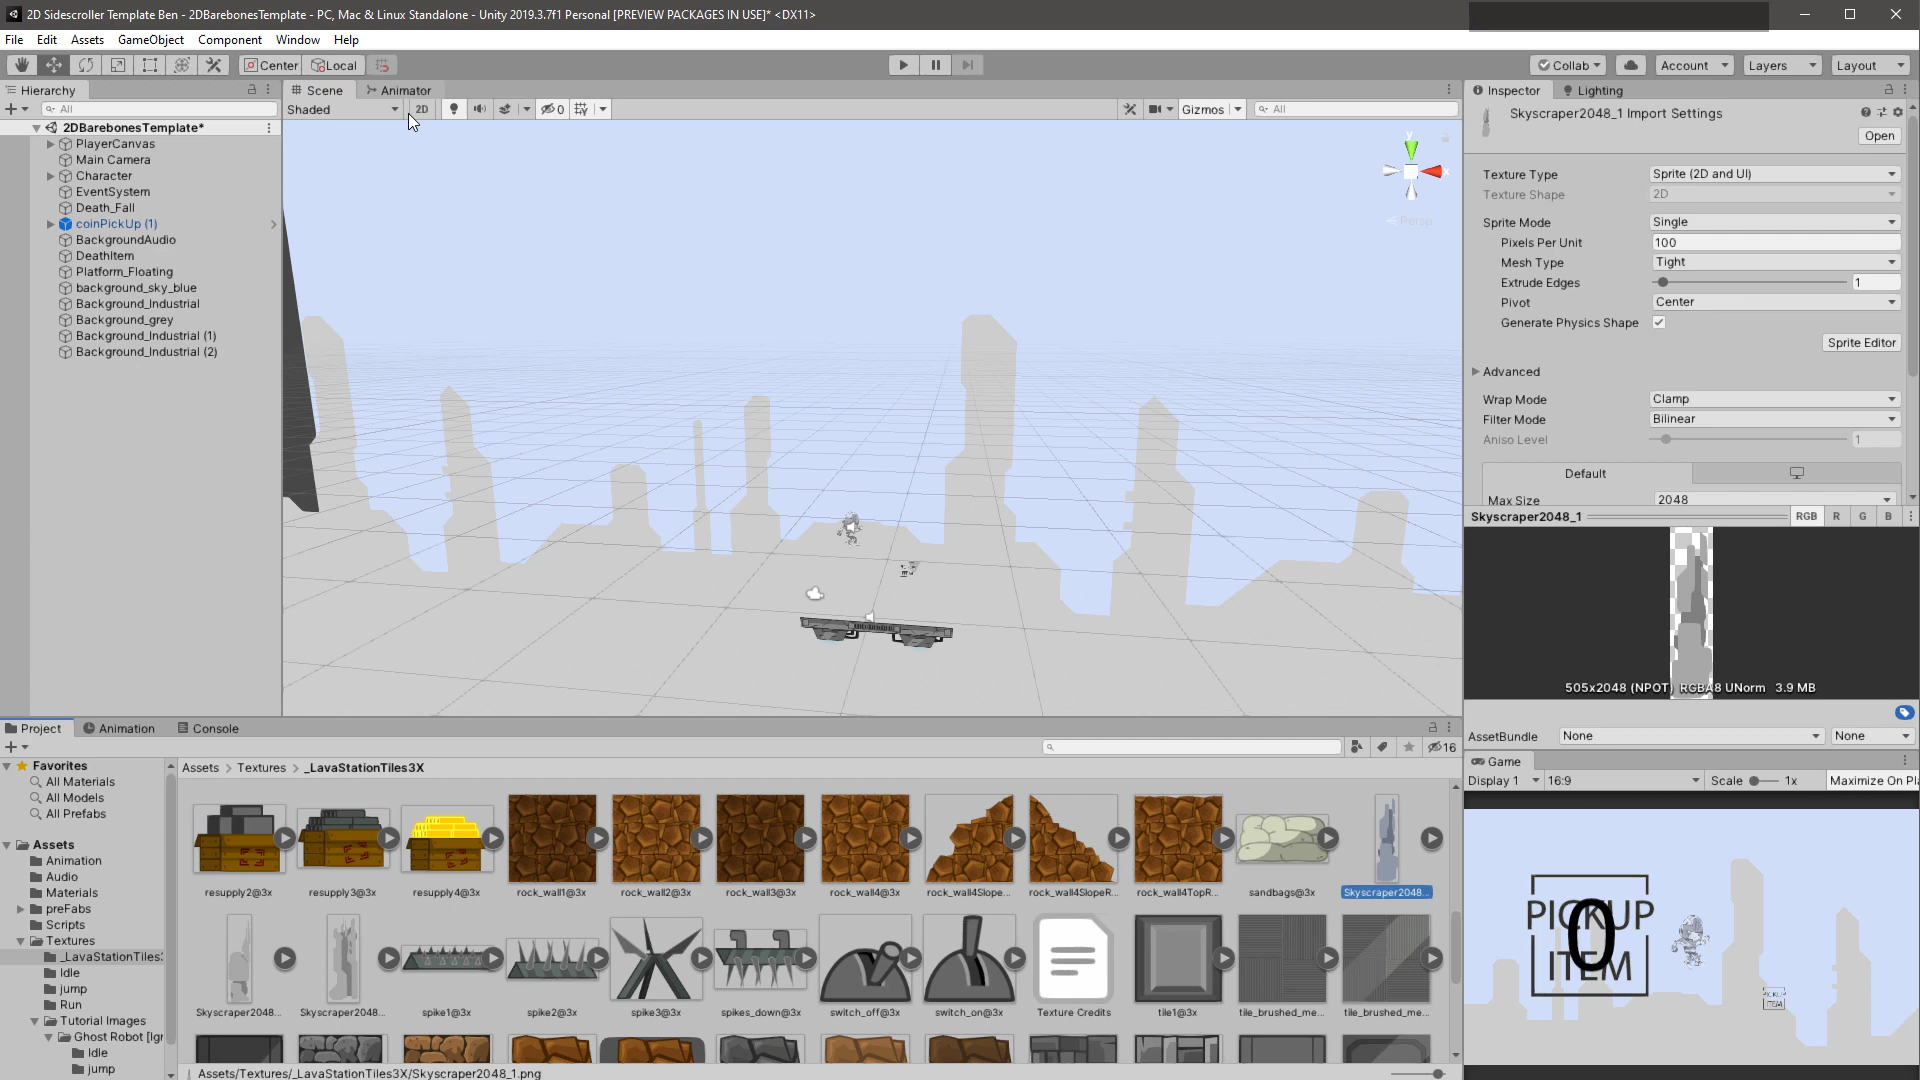 2D Sidescroller Template Ben - 2DBarebonesTemplate - PC, Mac & Linux Standalone - Unity 2019.3.7f1 Personal [PREVIEW PACKAGES IN USE]* <DX11>
File Edit Assets GameObject Component Window Help
Center Local Collab Account Layers Layout
Hierarchy
All
2DBarebonesTemplate*
PlayerCanvas
Main Camera
Character
EventSystem
Death_Fall
coinPickUp (1)
BackgroundAudio
DeathItem
Platform_Floating
background_sky_blue
Background_Industrial
Background_grey
Background_Industrial (1)
Background_Industrial (2)
Scene Animator
Shaded 2D 0 Gizmos All
y
x
Persp
Inspector Lighting
Skyscraper2048_1 Import Settings
Open
Texture Type Sprite (2D and UI)
Texture Shape 2D
Sprite Mode Single
Pixels Per Unit 100
Mesh Type Tight
Extrude Edges 1
Pivot Center
Generate Physics Shape
Sprite Editor
Advanced
Wrap Mode Clamp
Filter Mode Bilinear
Aniso Level 1
Default
Max Size 2048
Skyscraper2048_1 RGB R G B
505x2048 (NPOT) RGBA8 UNorm 3.9 MB
AssetBundle None None
Game
Display 1 16:9 Scale 1x Maximize On Pla
PICKUP
0
ITEM
PICKUP
ITEM
Project Animation Console
16
Favorites
All Materials
All Models
All Prefabs
Assets
Animation
Audio
Materials
preFabs
Scripts
Textures
_LavaStationTiles3
Idle
jump
Run
Tutorial Images
Ghost Robot [Igr
Idle
jump
Assets > Textures > _LavaStationTiles3X
resupply2@3x resupply3@3x resupply4@3x rock_wall1@3x rock_wall2@3x rock_wall3@3x rock_wall4@3x rock_wall4Slope... rock_wall4SlopeR... rock_wall4TopR... sandbags@3x Skyscraper2048...
Skyscraper2048... Skyscraper2048... spike1@3x spike2@3x spike3@3x spikes_down@3x switch_off@3x switch_on@3x Texture Credits tile1@3x tile_brushed_me... tile_brushed_me...
Assets/Textures/_LavaStationTiles3X/Skyscraper2048_1.png